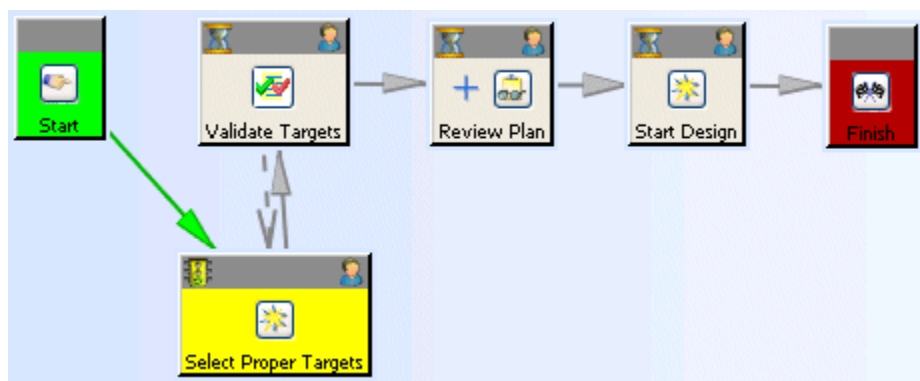 Start
Validate Targets
Review Plan
Start Design
Finish
Select Proper Targets